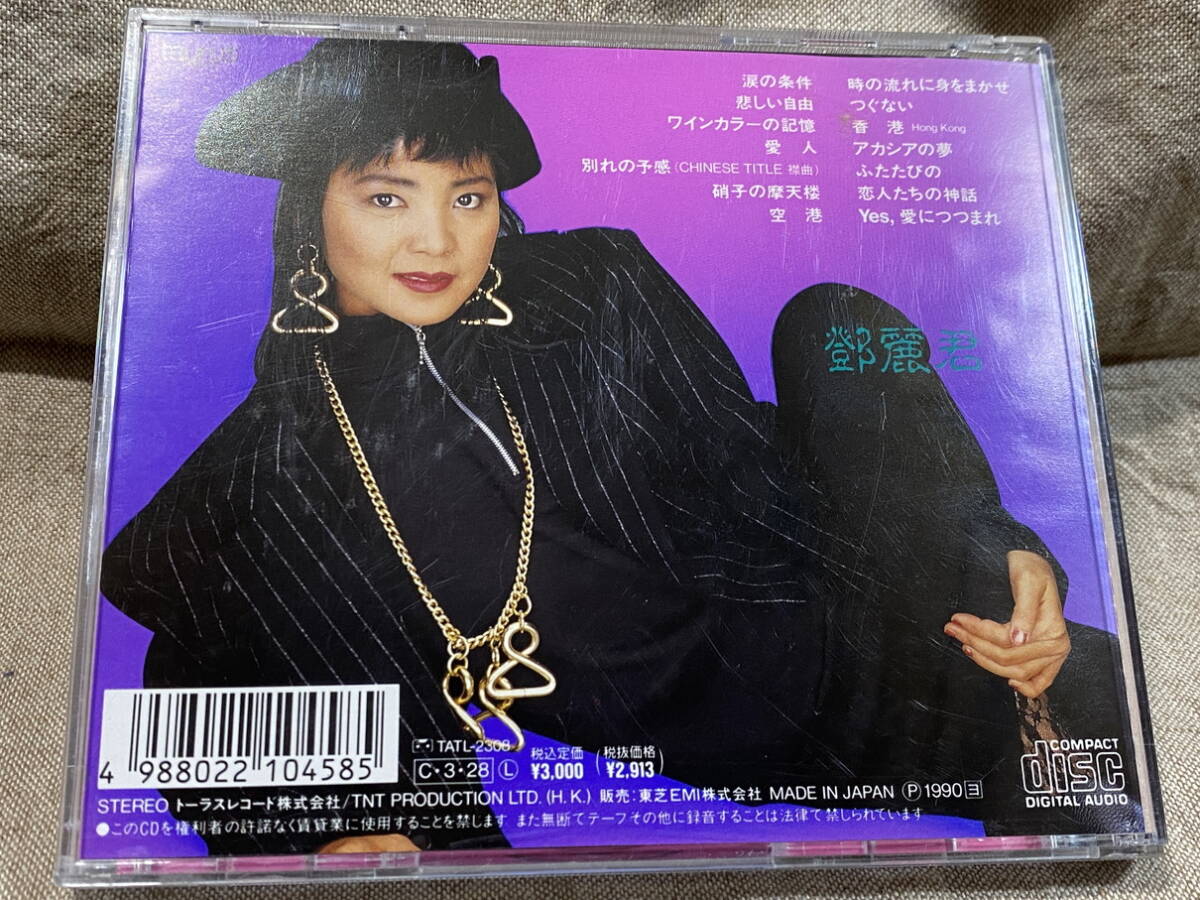 涙の条件
悲しい自由
ワインカラーの記憶
愛人
別れの予感 (CHINESE TITLE 襟曲)
硝子の摩天楼
空港
時の流れに身をまかせ
つぐない
香港 Hong Kong
アカシアの夢
ふたたびの
恋人たちの神話
Yes, 愛につつまれ
鄧麗君
4 988022 104585
TATL-2308
C・3・28 Ⓛ
税込定価
¥3,000
(税抜価格
¥2,913)
STEREO トーラスレコード株式会社/TNT PRODUCTION LTD. (H.K.) 販売:東芝EMI株式会社 MADE IN JAPAN Ⓟ1990 ヨ
●このCDを権利者の許諾なく賃貸業に使用することを禁じます また無断でテープその他に録音することは法律で禁じられています
COMPACT
disc
DIGITAL AUDIO